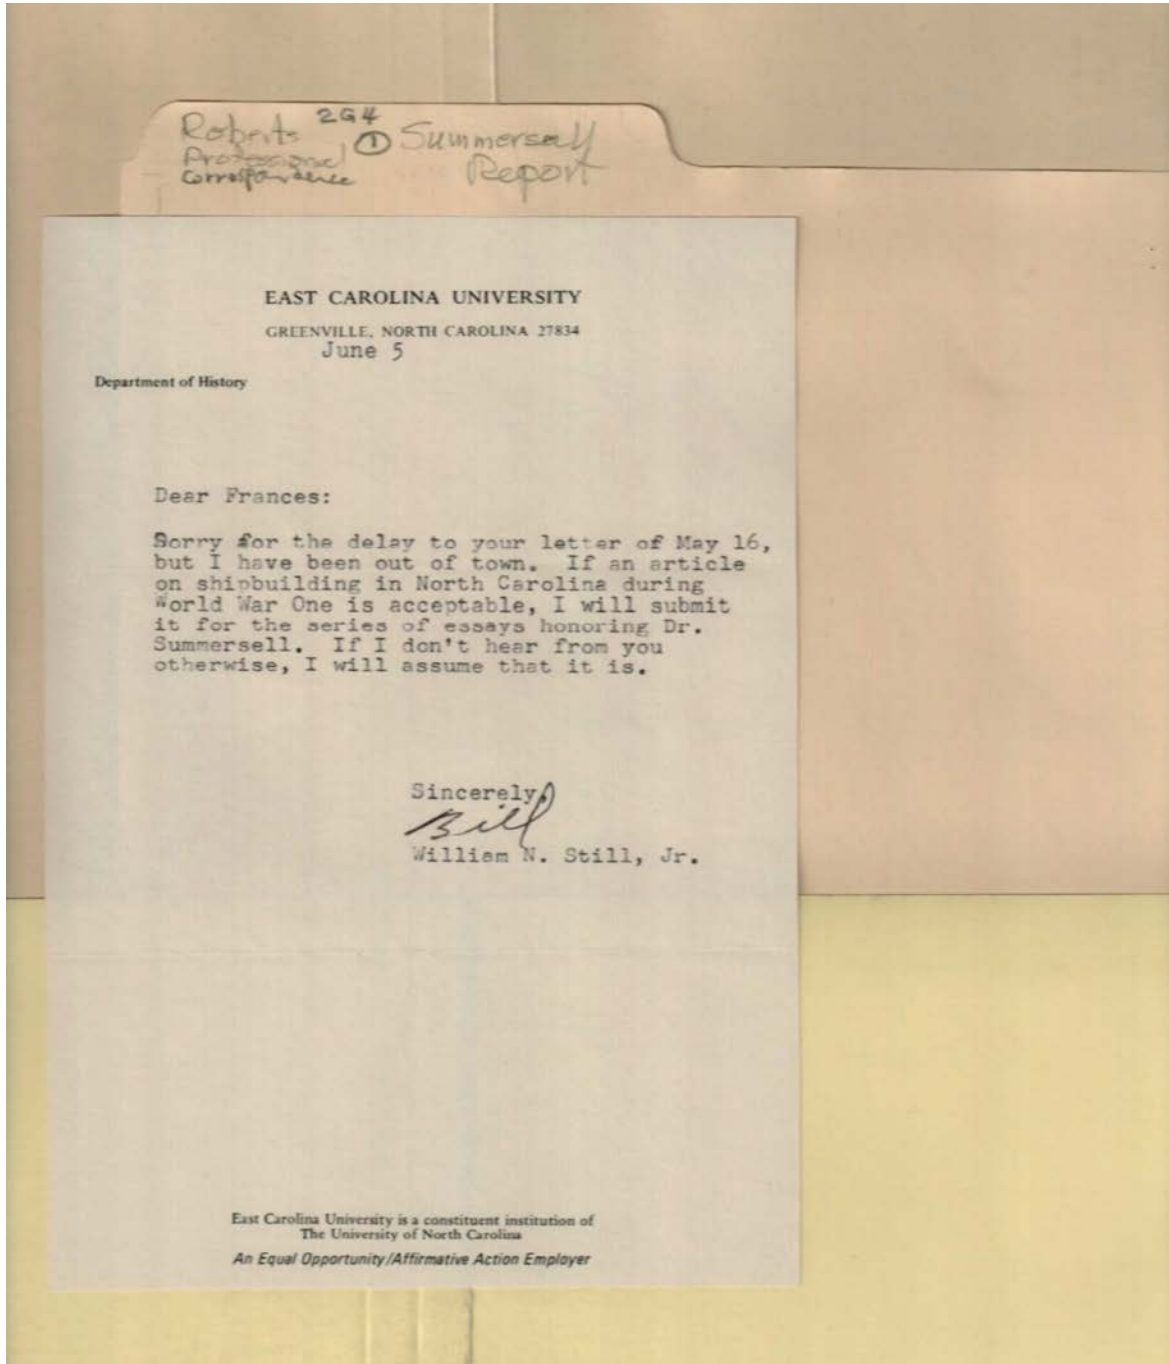 Roberts 2G4 ① Summersell
Professional Report
Correspondence
EAST CAROLINA UNIVERSITY
GREENVILLE, NORTH CAROLINA 27834
June 5
Department of History
Dear Frances:
Sorry for the delay to your letter of May 16,
but I have been out of town. If an article
on shipbuilding in North Carolina during
World War One is acceptable, I will submit
it for the series of essays honoring Dr.
Summersell. If I don't hear from you
otherwise, I will assume that it is.
Sincerely,
Bill
William N. Still, Jr.
East Carolina University is a constituent institution of
The University of North Carolina
An Equal Opportunity/Affirmative Action Employer